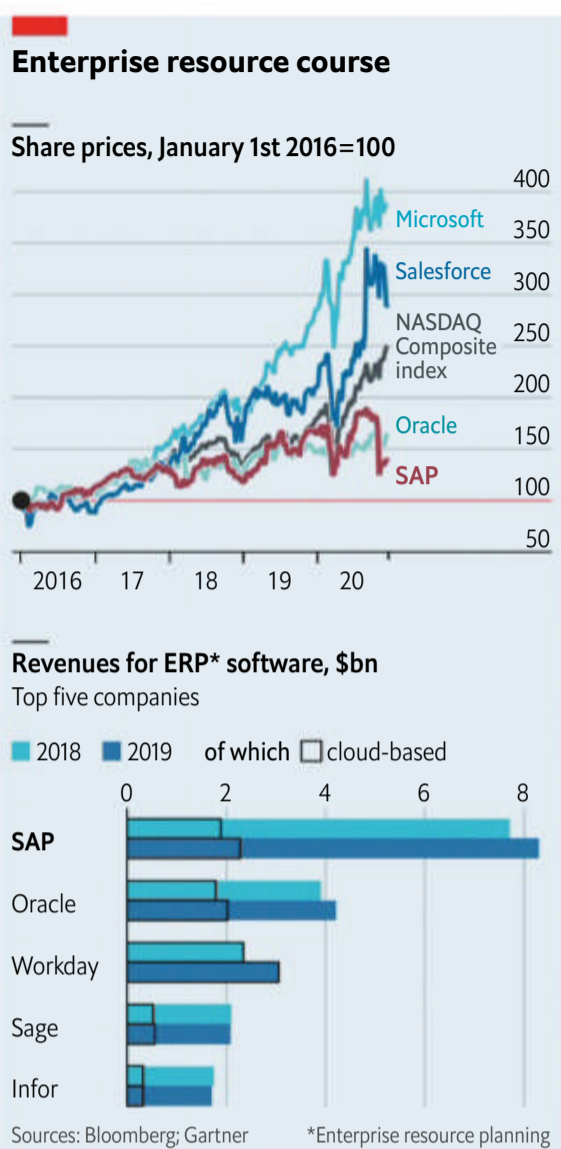 Enterprise resource course
Share prices, January 1st 2016=100
400
Microsoft
350
Salesforce
300
NASDAQ
Composite
index
250
200
Oracle
150
SAP
100
50
2016 17 18 19 20
Revenues for ERP* software, $bn
Top five companies
2018 2019 of which cloud-based
0 2 4 6 8
SAP
Oracle
Workday
Sage
Infor
Sources: Bloomberg; Gartner *Enterprise resource planning